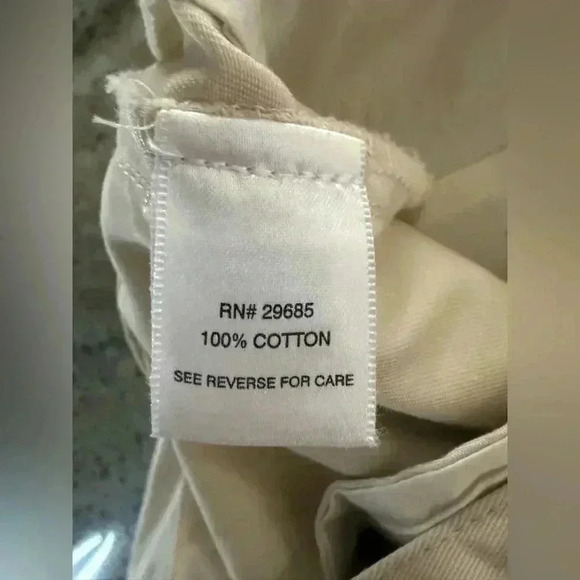 RN# 29685
100% COTTON
SEE REVERSE FOR CARE